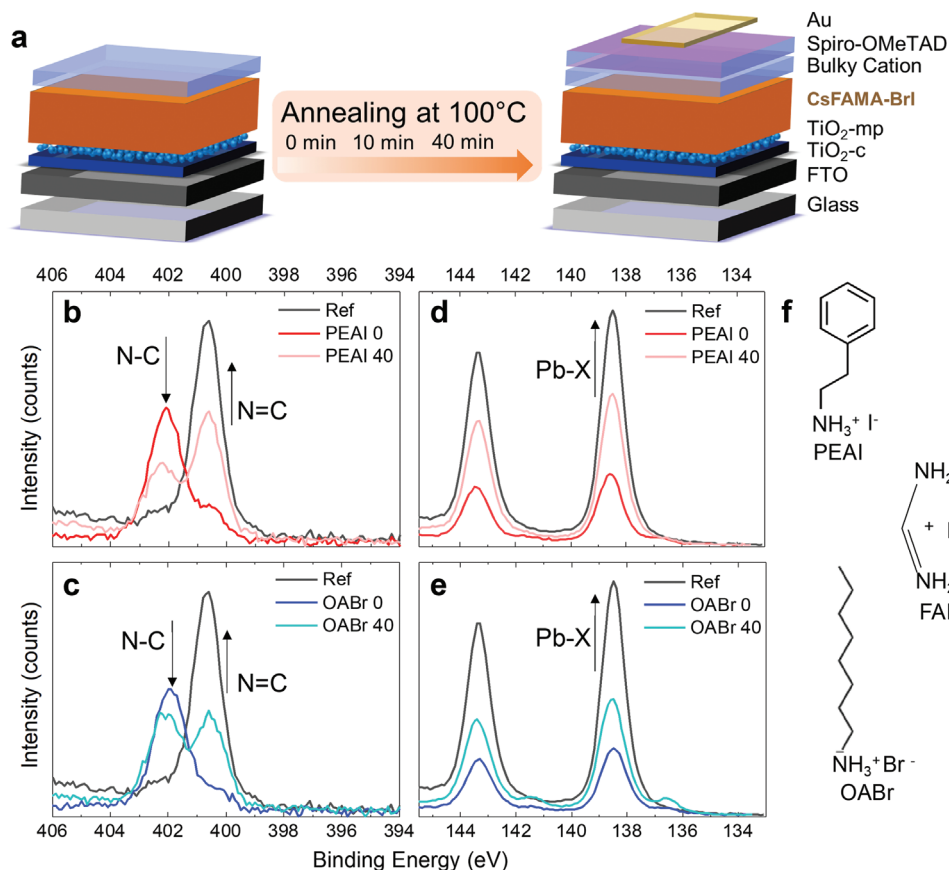 a
Annealing at 100°C
0 min 10 min 40 min
Au
Spiro-OMeTAD
Bulky Cation
CsFAMA-BrI
TiO₂-mp
TiO₂-c
FTO
Glass
406 404 402 400 398 396 394
144 142 140 138 136 134
b
Ref
PEAI 0
PEAI 40
N-C
N=C
Intensity (counts)
d
Ref
PEAI 0
PEAI 40
Pb-X
f
NH₃⁺ I⁻
PEAI
c
Ref
OABr 0
OABr 40
N-C
N=C
Intensity (counts)
406 404 402 400 398 396 394
e
Ref
OABr 0
OABr 40
Pb-X
144 142 140 138 136 134
Binding Energy (eV)
NH₂
+
NH₂
NH₃⁺Br⁻
OABr